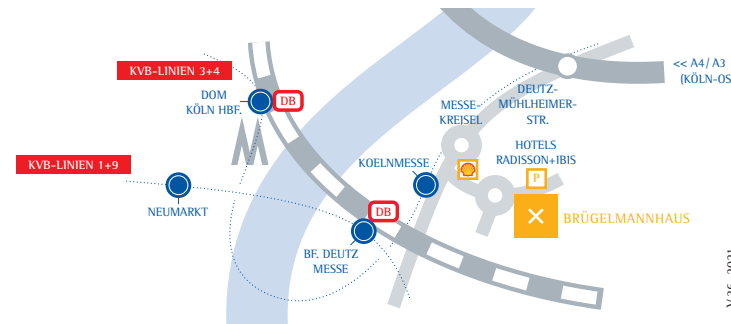 KVB-LINIEN 3+4
DOM
KÖLN HBF.
DB
KVB-LINIEN 1+9
NEUMARKT
DB
BF. DEUTZ
MESSE
KOELNMESSE
MESSE-
KREISEL
DEUTZ-
MÜHLHEIMER-
STR.
<< A4/A3
(KÖLN-OS
HOTELS
RADISSON+IBIS
P
BRÜGELMANNHAUS